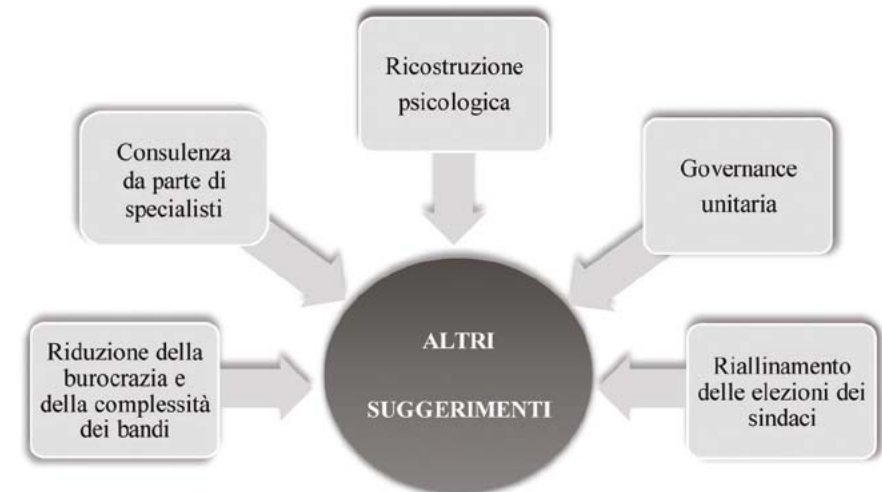 Ricostruzione
psicologica
Consulenza
da parte di
specialisti
Governance
unitaria
Riduzione della
burocrazia e
della complessità
dei bandi
ALTRI
SUGGERIMENTI
Riallinamento
delle elezioni dei
sindaci